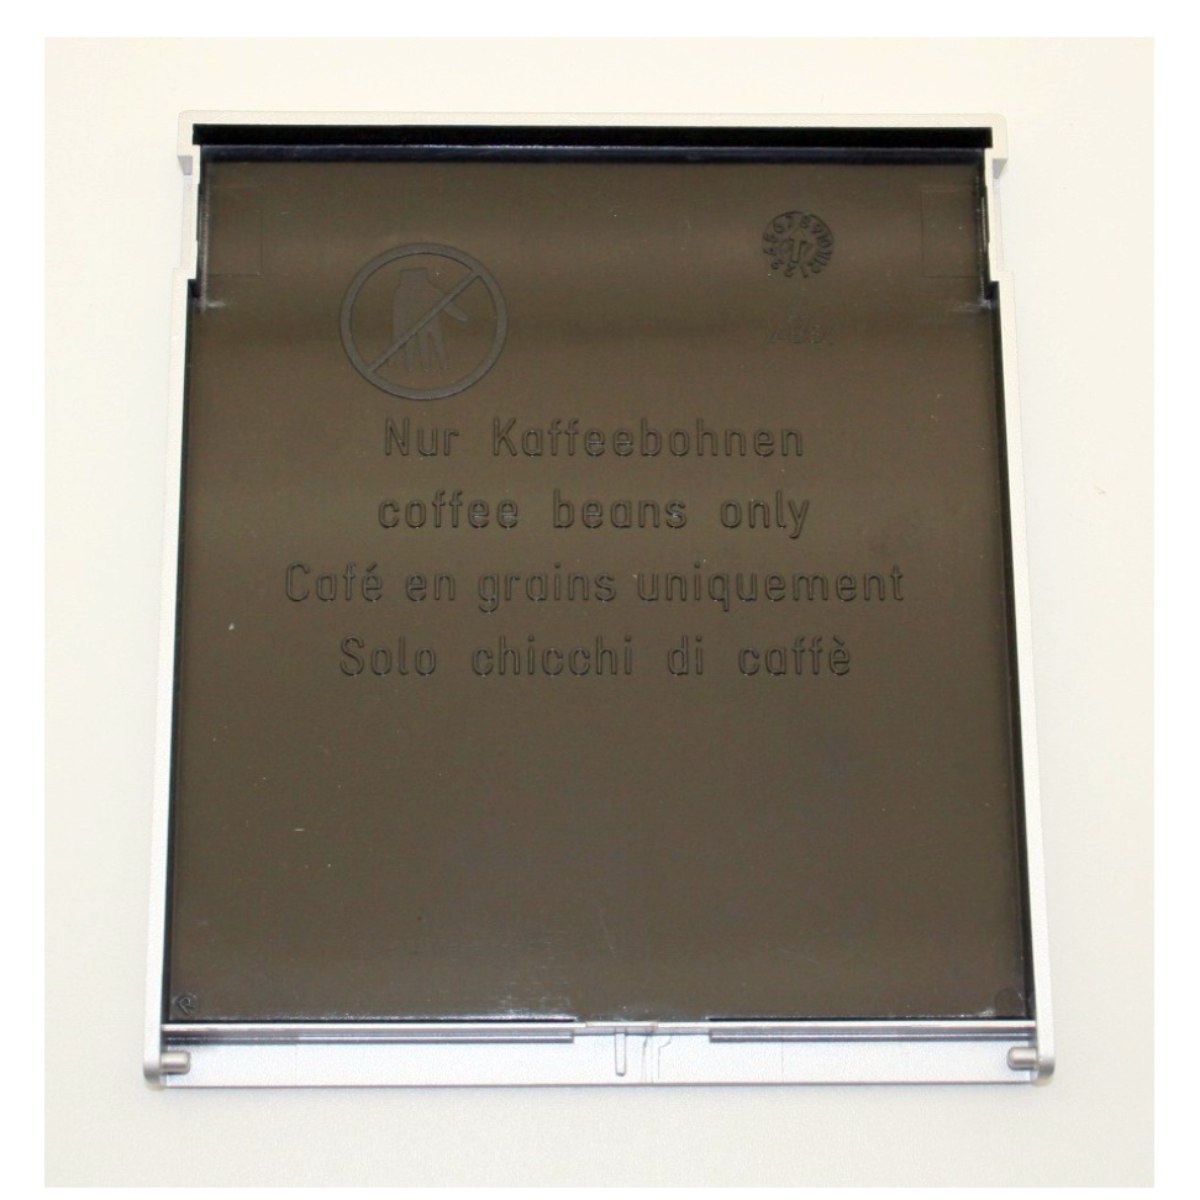 Nur Kaffeebohnen
coffee beans only
Café en grains uniquement
Solo chicchi di caffè